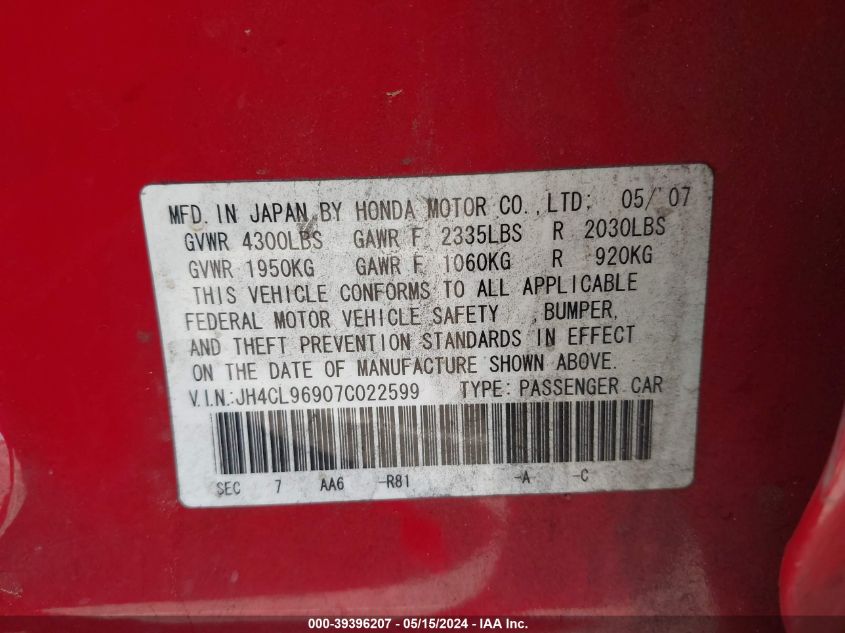 MFD. IN JAPAN BY HONDA MOTOR CO.,LTD: 05/07
GVWR 4300LBS GAWR F 2335LBS R 2030LBS
GVWR 1950KG GAWR F 1060KG R 920KG
THIS VEHICLE CONFORMS TO ALL APPLICABLE
FEDERAL MOTOR VEHICLE SAFETY ,BUMPER,
AND THEFT PREVENTION STANDARDS IN EFFECT
ON THE DATE OF MANUFACTURE SHOWN ABOVE.
V.I.N.:JH4CL96907C022599 TYPE: PASSENGER CAR
SEC 7 AA6 -R81 -A- -C
000-39396207 - 05/15/2024 - IAA Inc.